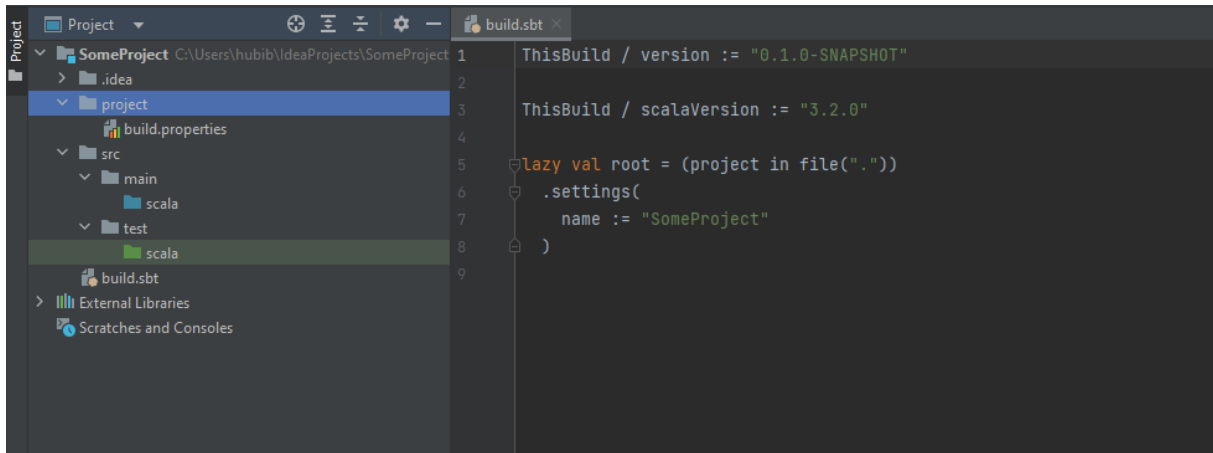 Project
Project
SomeProject C:\Users\hubib\IdeaProjects\SomeProject
.idea
project
build.properties
src
main
scala
test
scala
build.sbt
External Libraries
Scratches and Consoles
build.sbt
1 ThisBuild / version := "0.1.0-SNAPSHOT"
2
3 ThisBuild / scalaVersion := "3.2.0"
4
5 lazy val root = (project in file("."))
6 .settings(
7 name := "SomeProject"
8 )
9